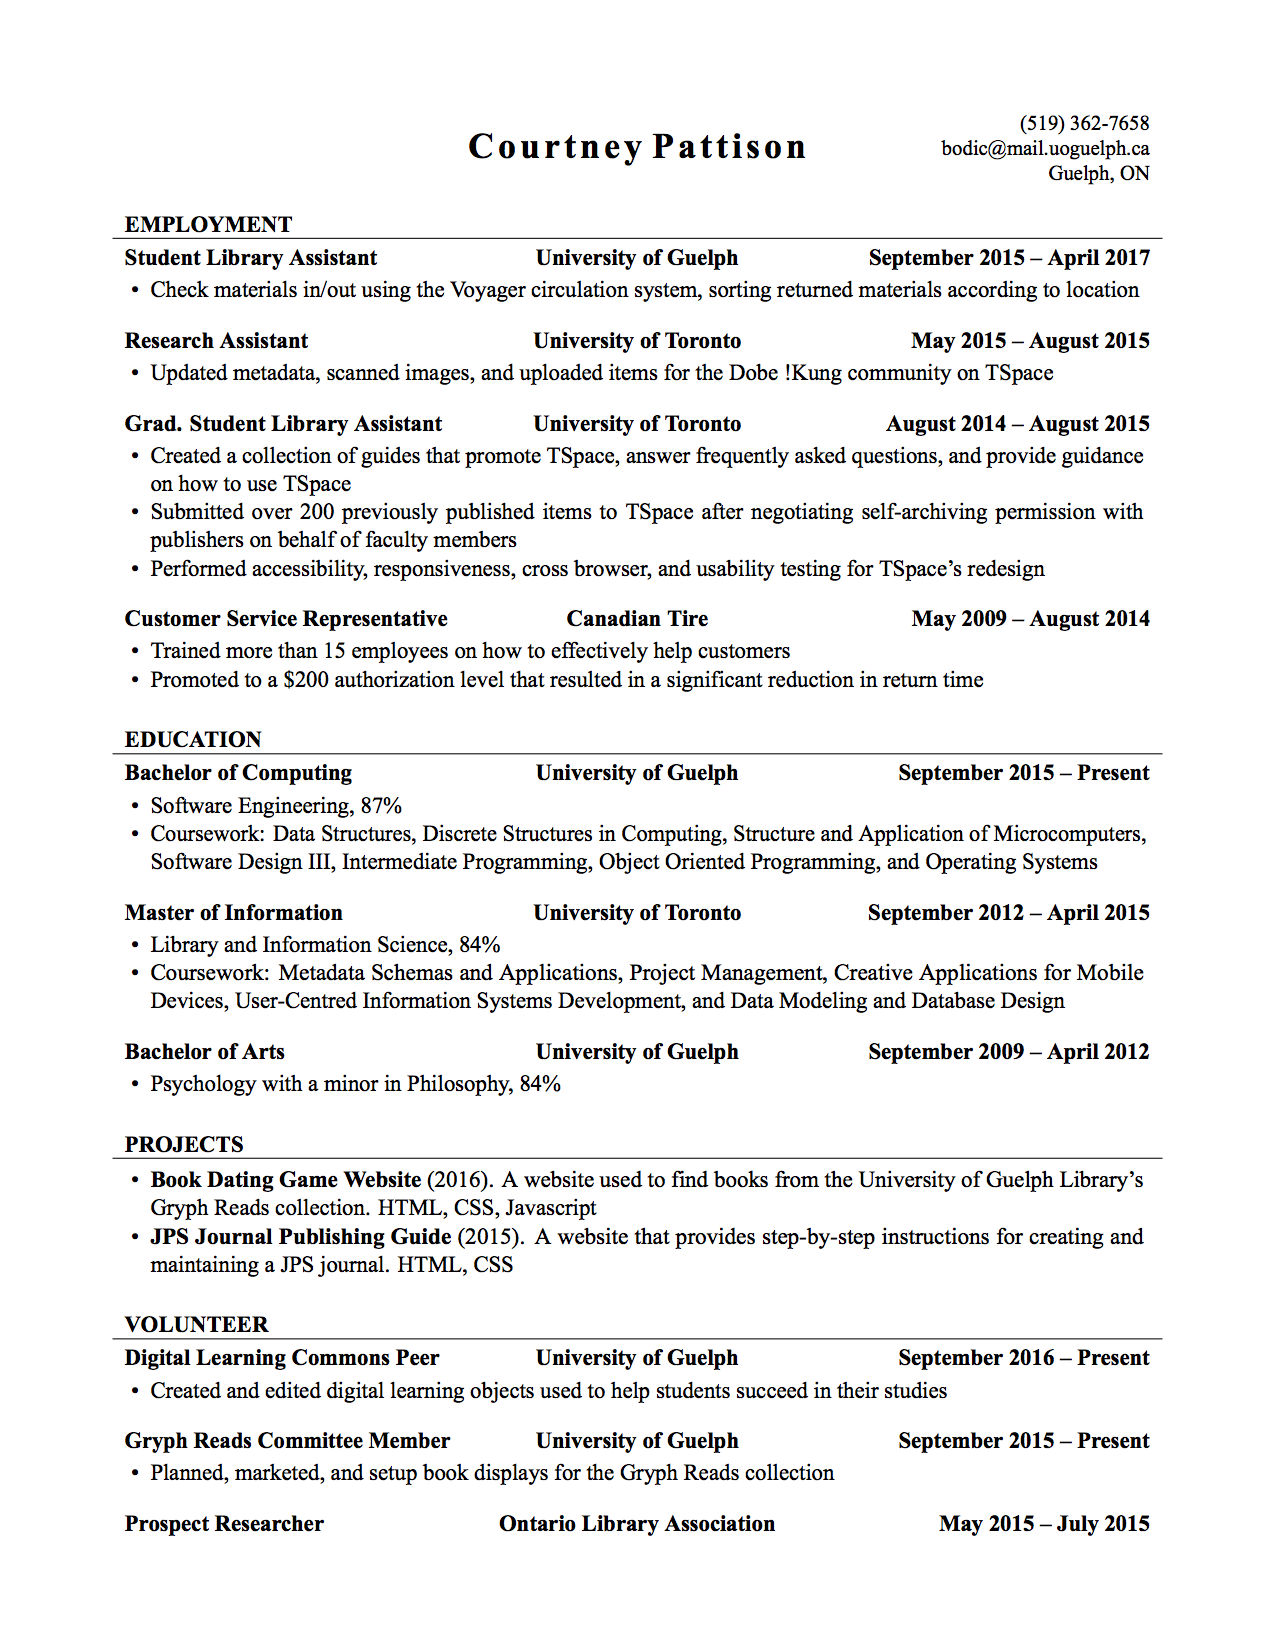 (519) 362-7658
Courtney Pattison
bodic@mail.uoguelph.ca
Guelph, ON
EMPLOYMENT
Student Library Assistant University of Guelph September 2015 – April 2017
• Check materials in/out using the Voyager circulation system, sorting returned materials according to location
Research Assistant University of Toronto May 2015 – August 2015
• Updated metadata, scanned images, and uploaded items for the Dobe !Kung community on TSpace
Grad. Student Library Assistant University of Toronto August 2014 – August 2015
• Created a collection of guides that promote TSpace, answer frequently asked questions, and provide guidance
on how to use TSpace
• Submitted over 200 previously published items to TSpace after negotiating self-archiving permission with
publishers on behalf of faculty members
• Performed accessibility, responsiveness, cross browser, and usability testing for TSpace’s redesign
Customer Service Representative Canadian Tire May 2009 – August 2014
• Trained more than 15 employees on how to effectively help customers
• Promoted to a $200 authorization level that resulted in a significant reduction in return time
EDUCATION
Bachelor of Computing University of Guelph September 2015 – Present
• Software Engineering, 87%
• Coursework: Data Structures, Discrete Structures in Computing, Structure and Application of Microcomputers,
Software Design III, Intermediate Programming, Object Oriented Programming, and Operating Systems
Master of Information University of Toronto September 2012 – April 2015
• Library and Information Science, 84%
• Coursework: Metadata Schemas and Applications, Project Management, Creative Applications for Mobile
Devices, User-Centred Information Systems Development, and Data Modeling and Database Design
Bachelor of Arts University of Guelph September 2009 – April 2012
• Psychology with a minor in Philosophy, 84%
PROJECTS
• Book Dating Game Website (2016). A website used to find books from the University of Guelph Library’s
Gryph Reads collection. HTML, CSS, Javascript
• JPS Journal Publishing Guide (2015). A website that provides step-by-step instructions for creating and
maintaining a JPS journal. HTML, CSS
VOLUNTEER
Digital Learning Commons Peer University of Guelph September 2016 – Present
• Created and edited digital learning objects used to help students succeed in their studies
Gryph Reads Committee Member University of Guelph September 2015 – Present
• Planned, marketed, and setup book displays for the Gryph Reads collection
Prospect Researcher Ontario Library Association May 2015 – July 2015